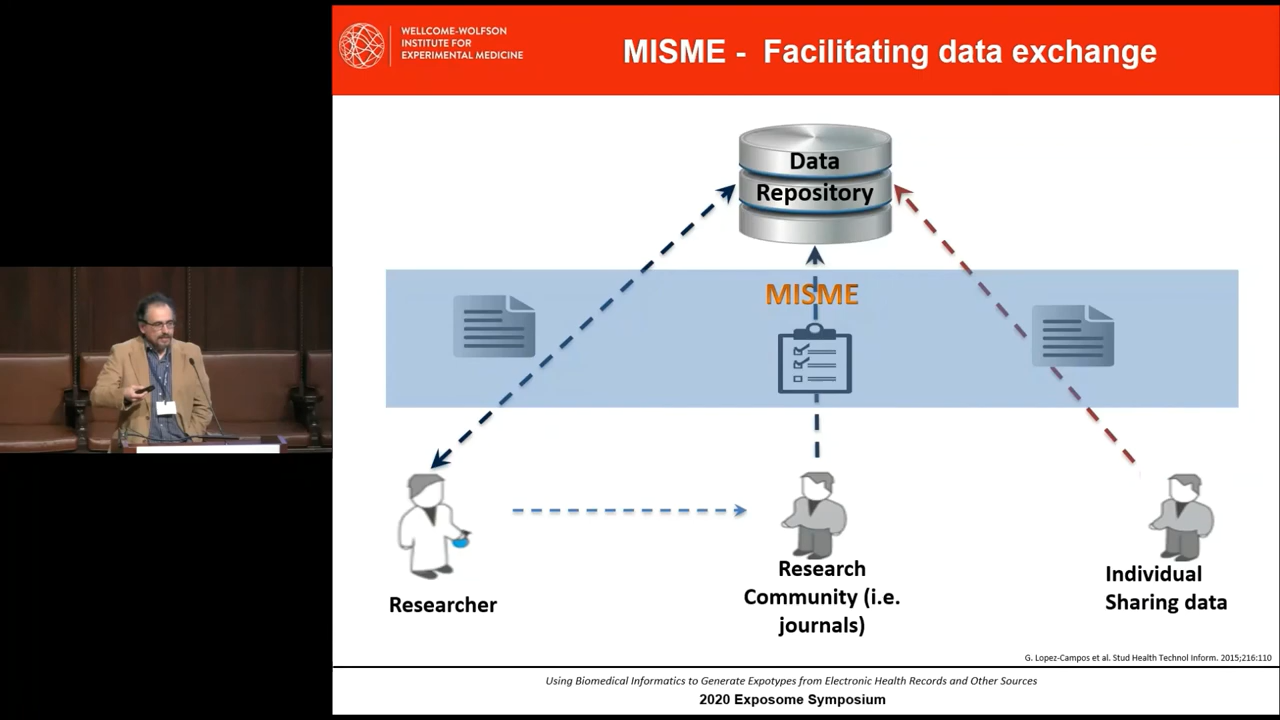 WELLCOME-WOLFSON
INSTITUTE FOR
EXPERIMENTAL MEDICINE
MISME - Facilitating data exchange
Data
Repository
MISME
Researcher
Research
Community (i.e.
journals)
Individual
Sharing data
G. Lopez-Campos et al. Stud Health Technol Inform. 2015;216:110
Using Biomedical Informatics to Generate Expotypes from Electronic Health Records and Other Sources
2020 Exposome Symposium